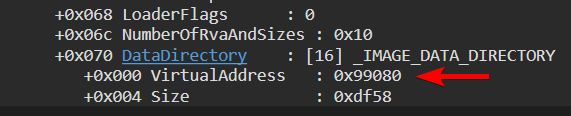 +0x068 LoaderFlags : 0
+0x06c NumberOfRvaAndSizes : 0x10
+0x070 DataDirectory : [16] _IMAGE_DATA_DIRECTORY
+0x000 VirtualAddress : 0x99080
+0x004 Size : 0xdf58